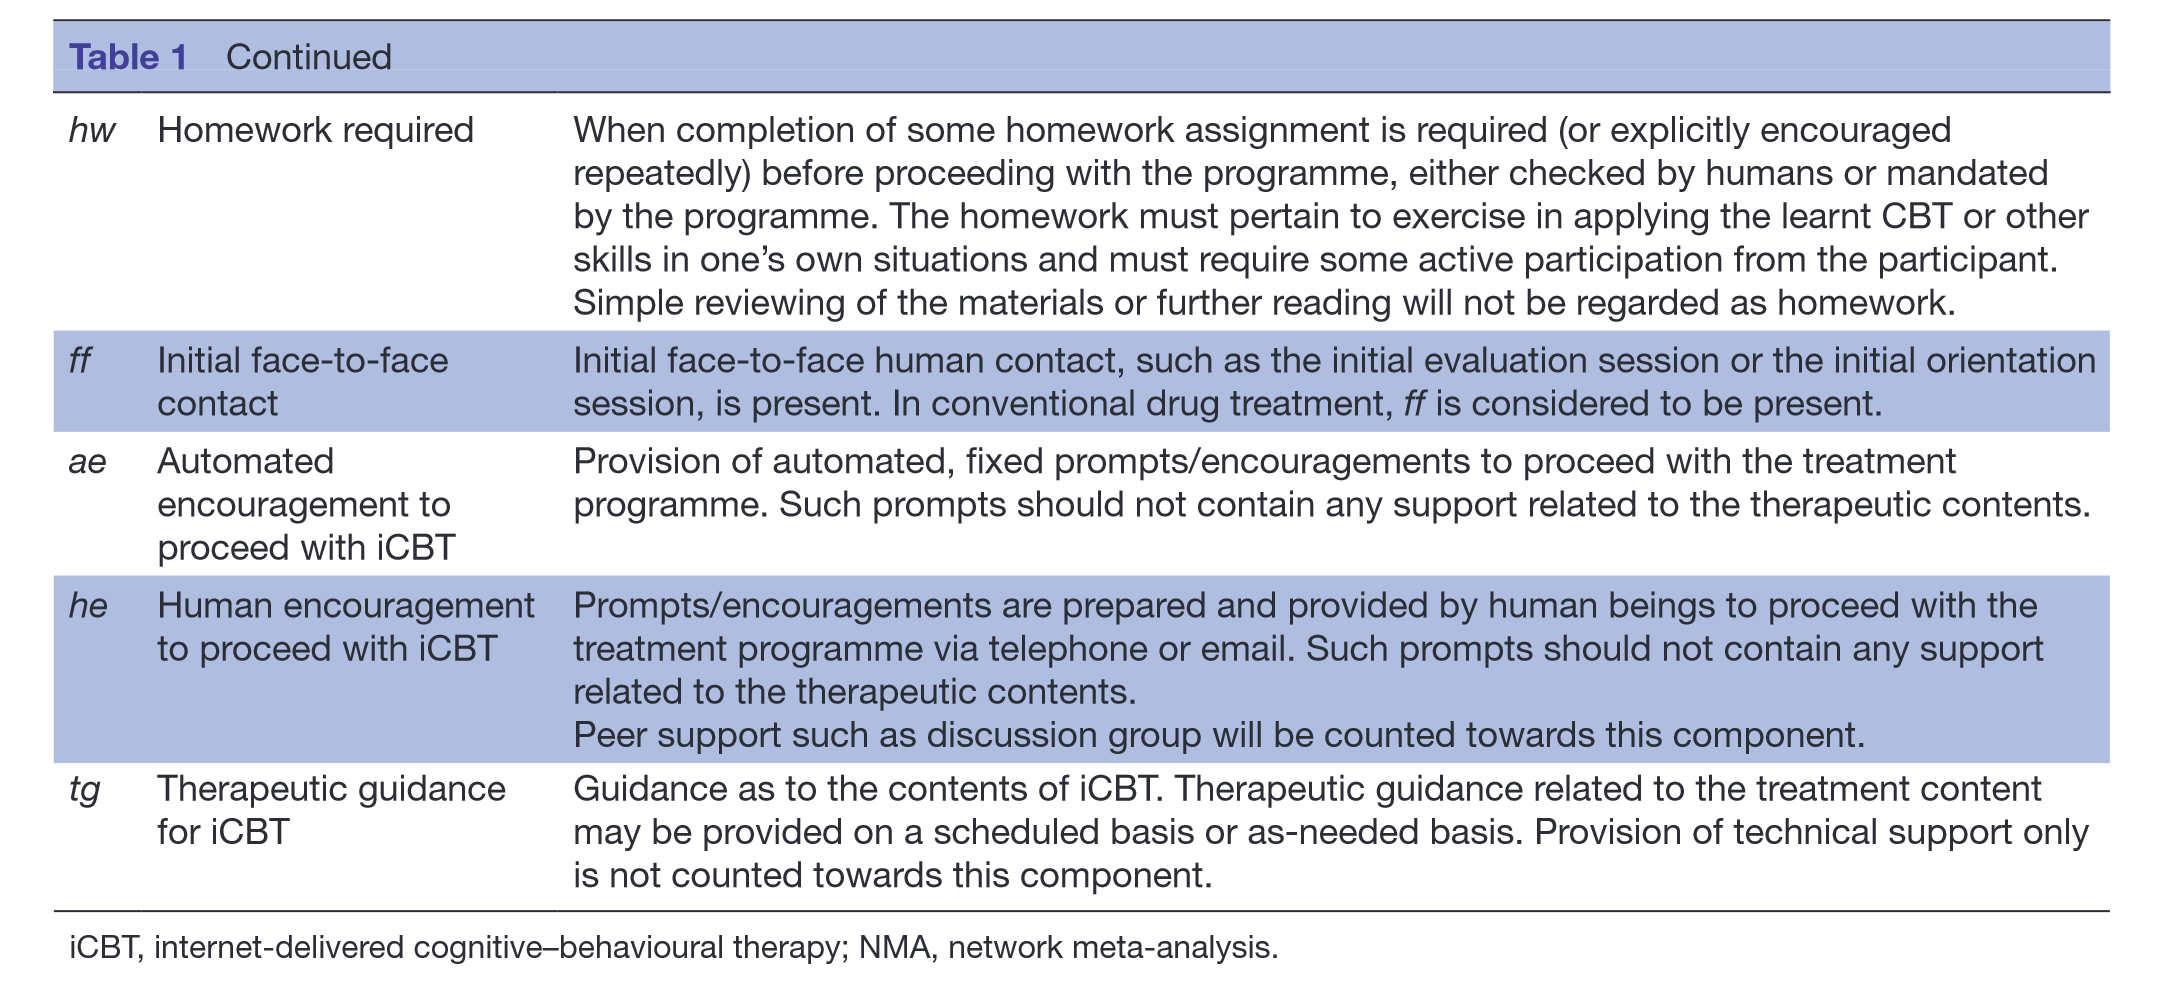 Table 1 Continued
hw Homework required When completion of some homework assignment is required (or explicitly encouraged
repeatedly) before proceeding with the programme, either checked by humans or mandated
by the programme. The homework must pertain to exercise in applying the learnt CBT or other
skills in one’s own situations and must require some active participation from the participant.
Simple reviewing of the materials or further reading will not be regarded as homework.
ff Initial face-to-face Initial face-to-face human contact, such as the initial evaluation session or the initial orientation
contact session, is present. In conventional drug treatment, ff is considered to be present.
ae Automated Provision of automated, fixed prompts/encouragements to proceed with the treatment
encouragement to programme. Such prompts should not contain any support related to the therapeutic contents.
proceed with iCBT
he Human encouragement Prompts/encouragements are prepared and provided by human beings to proceed with the
to proceed with iCBT treatment programme via telephone or email. Such prompts should not contain any support
related to the therapeutic contents.
Peer support such as discussion group will be counted towards this component.
tg Therapeutic guidance Guidance as to the contents of iCBT. Therapeutic guidance related to the treatment content
for iCBT may be provided on a scheduled basis or as-needed basis. Provision of technical support only
is not counted towards this component.
iCBT, internet-delivered cognitive–behavioural therapy; NMA, network meta-analysis.